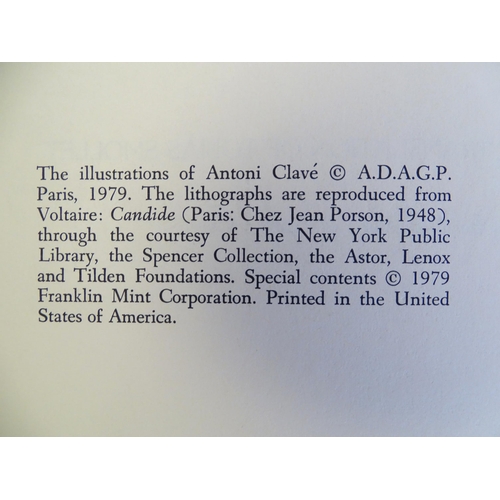 The illustrations of Antoni Clavé © A.D.A.G.P.
Paris, 1979. The lithographs are reproduced from
Voltaire: Candide (Paris: Chez Jean Porson, 1948),
through the courtesy of The New York Public
Library, the Spencer Collection, the Astor, Lenox
and Tilden Foundations. Special contents © 1979
Franklin Mint Corporation. Printed in the United
States of America.